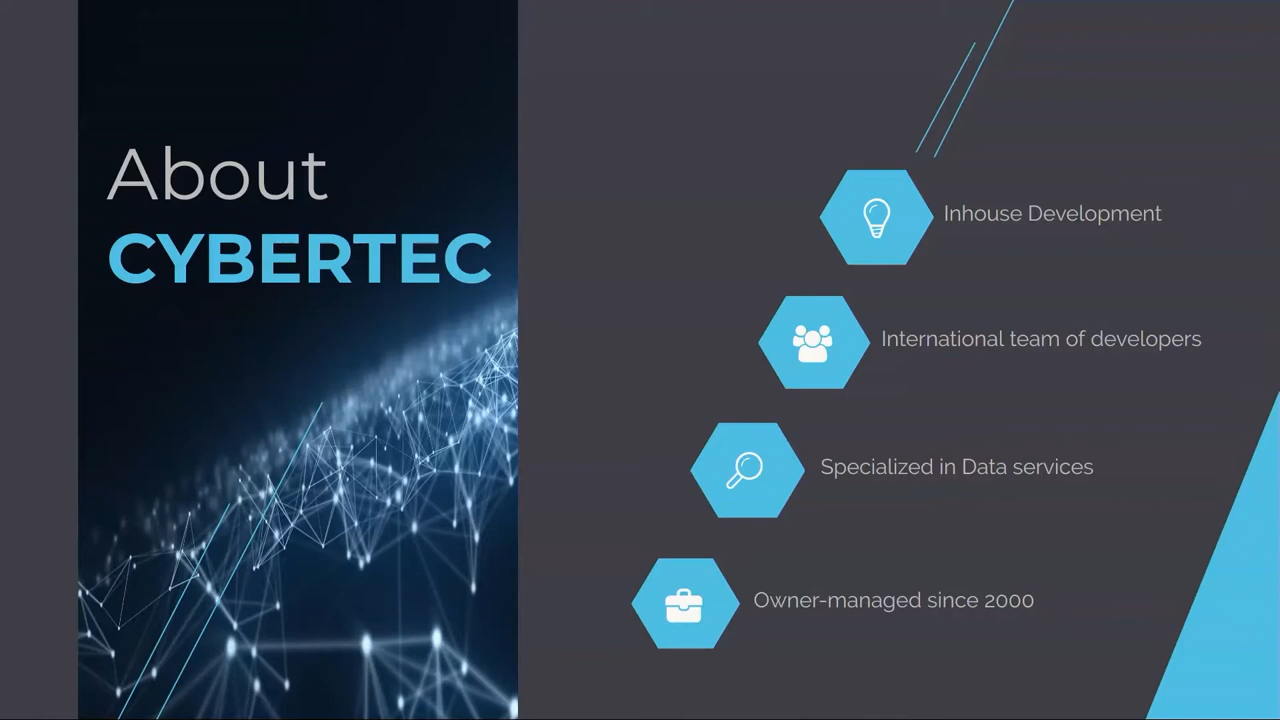 About
CYBERTEC
Inhouse Development
International team of developers
Specialized in Data services
Owner-managed since 2000